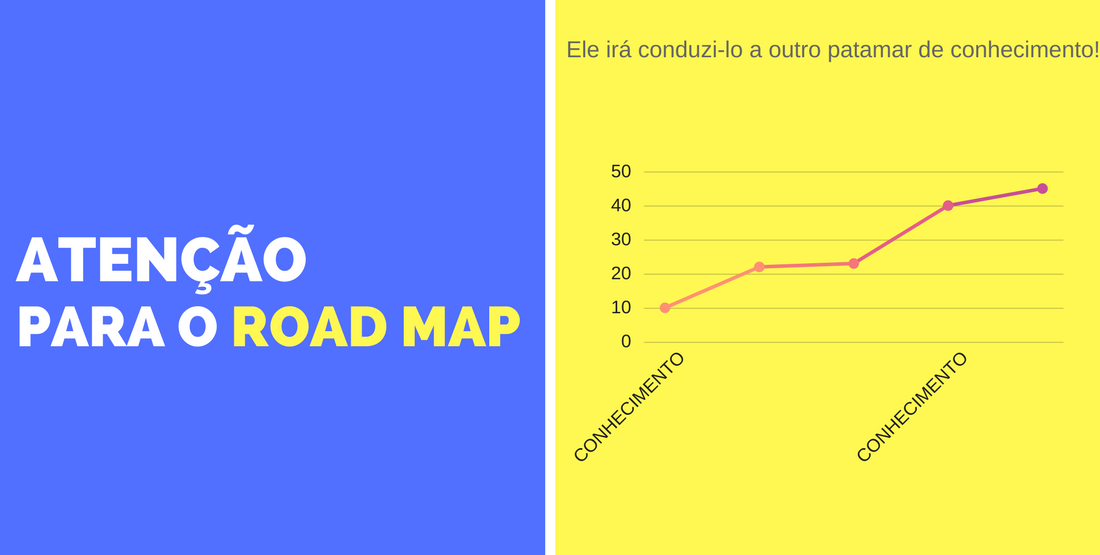 ATENÇÃO
PARA O ROAD MAP
Ele irá conduzi-lo a outro patamar de conhecimento!
50
40
30
20
10
0
CONHECIMENTO
CONHECIMENTO